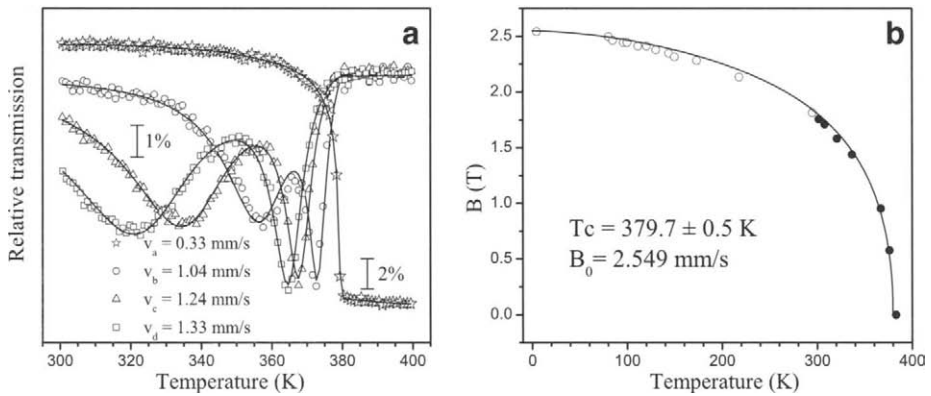 a
Relative transmission
1%
2%
v_a = 0.33 mm/s
v_b = 1.04 mm/s
v_c = 1.24 mm/s
v_d = 1.33 mm/s
300 320 340 360 380 400
Temperature (K)
b
B (T)
2.5
2.0
1.5
1.0
0.5
0.0
Tc = 379.7 ± 0.5 K
B₀= 2.549 mm/s
0 100 200 300 400
Temperature (K)